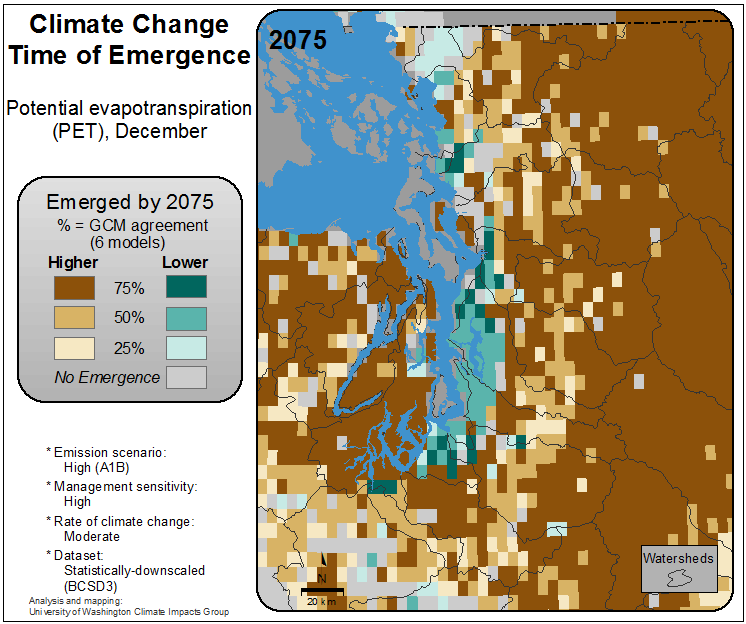 Climate Change
Time of Emergence
Potential evapotranspiration
(PET), December
Emerged by 2075
% = GCM agreement
(6 models)
Higher Lower
75%
50%
25%
No Emergence
* Emission scenario:
High (A1B)
* Management sensitivity:
High
* Rate of climate change:
Moderate
* Dataset:
Statistically-downscaled
(BCSD3)
Analysis and mapping:
University of Washington Climate Impacts Group
2075
N
20 km
Watersheds